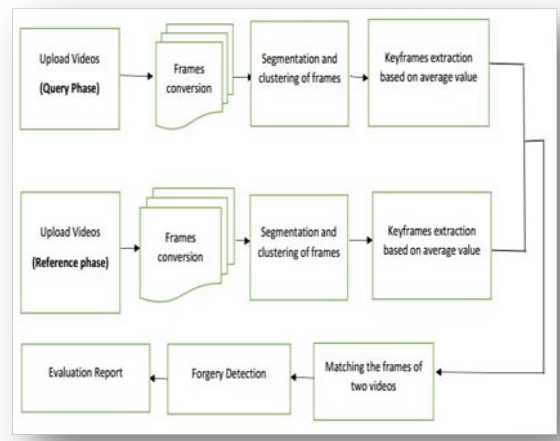 Upload Videos
(Query Phase)
Frames
conversion
Segmentation and
clustering of frames
Keyframes extraction
based on average value
Upload Videos
(Reference phase)
Frames
conversion
Segmentation and
clustering of frames
Keyframes extraction
based on average value
Evaluation Report
Forgery Detection
Matching the frames of
two videos